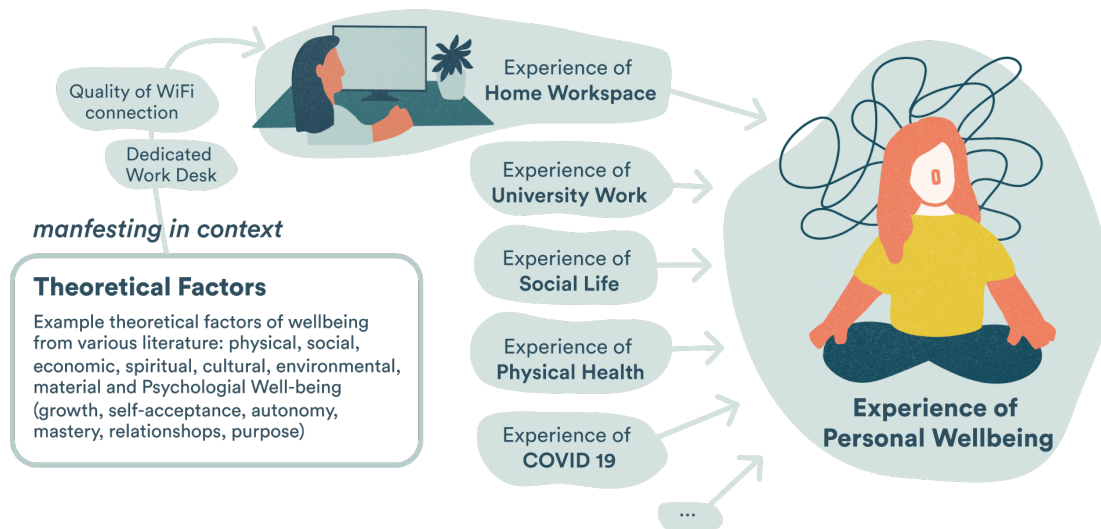 Quality of WiFi
connection
Dedicated
Work Desk
manfesting in context
Theoretical Factors
Example theoretical factors of wellbeing
from various literature: physical, social,
economic, spiritual, cultural, environmental,
material and Psychologial Well-being
(growth, self-acceptance, autonomy,
mastery, relationshops, purpose)
Experience of
Home Workspace
Experience of
University Work
Experience of
Social Life
Experience of
Physical Health
Experience of
COVID 19
...
Experience of
Personal Wellbeing